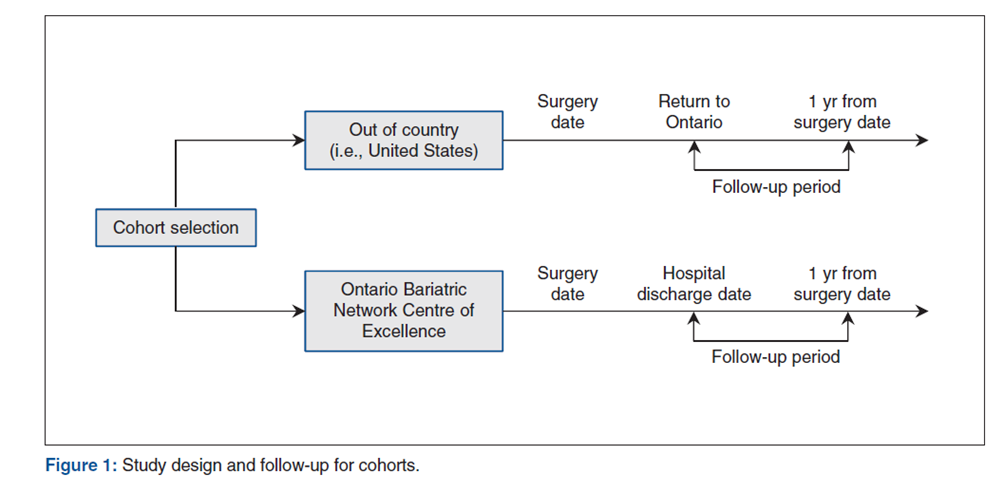 Surgery
date
Return to
Ontario
1 yr from
surgery date
Out of country
(i.e., United States)
Follow-up period
Cohort selection
Surgery
date
Hospital
discharge date
1 yr from
surgery date
Ontario Bariatric
Network Centre of
Excellence
Follow-up period
Figure 1: Study design and follow-up for cohorts.